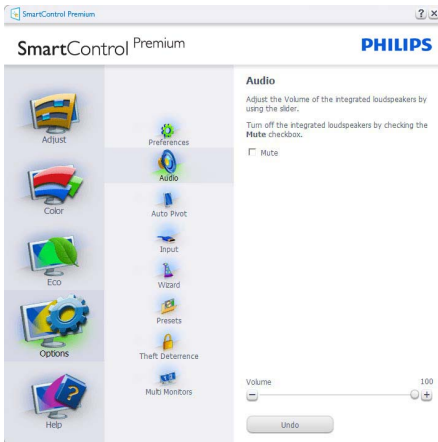 SmartControl Premium
SmartControl Premium
PHILIPS
Adjust
Color
Eco
Options
Help
Preferences
Audio
Auto Pivot
Input
Wizard
Presets
Theft Deterrence
Multi Monitors
Audio
Adjust the Volume of the integrated loudspeakers by
using the slider.
Turn off the integrated loudspeakers by checking the
Mute checkbox.
Mute
Volume 100
Undo